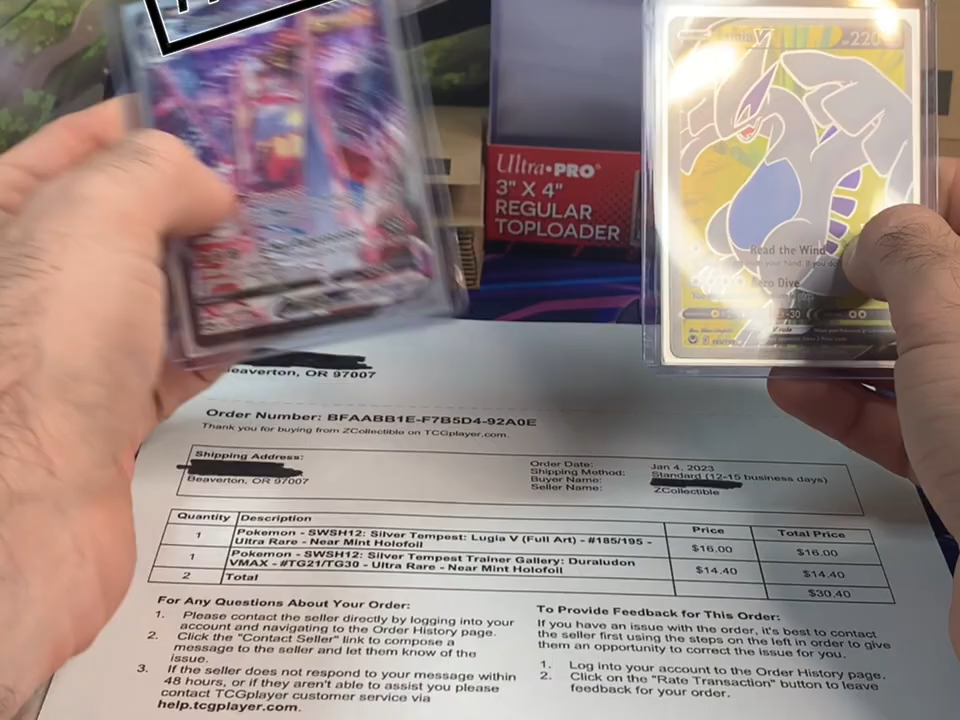 V
220
Ultra•PRO
3" X 4"
REGULAR
TOPLOADER
Read the Wind
Aero Dive
-30
V rule
Beaverton, OR 97007
Order Number: BFAABB1E-F7B5D4-92A0E
Thank you for buying from ZCollectible on TCGplayer.com.
Shipping Address:
Beaverton, OR 97007
Order Date: Jan 4, 2023
Shipping Method: Standard (12-15 business days)
Buyer Name:
Seller Name: ZCollectible
Quantity Description Price Total Price
1 Pokemon - SWSH12: Silver Tempest: Lugia V (Full Art) - #185/195 - Ultra Rare - Near Mint Holofoil $16.00 $16.00
1 Pokemon - SWSH12: Silver Tempest Trainer Gallery: Duraludon VMAX - #TG21/TG30 - Ultra Rare - Near Mint Holofoil $14.40 $14.40
2 Total $30.40
For Any Questions About Your Order:
1. Please contact the seller directly by logging into your
account and navigating to the Order History page.
2. Click the "Contact Seller" link to compose a
message to the seller and let them know of the
issue.
3. If the seller does not respond to your message within
48 hours, or if they aren't able to assist you please
contact TCGplayer customer service via
help.tcgplayer.com.
To Provide Feedback for This Order:
If you have an issue with the order, it's best to contact
the seller first using the steps on the left in order to give
them an opportunity to correct the issue for you.
1. Log into your account to the Order History page.
2. Click on the "Rate Transaction" button to leave
feedback for your order.